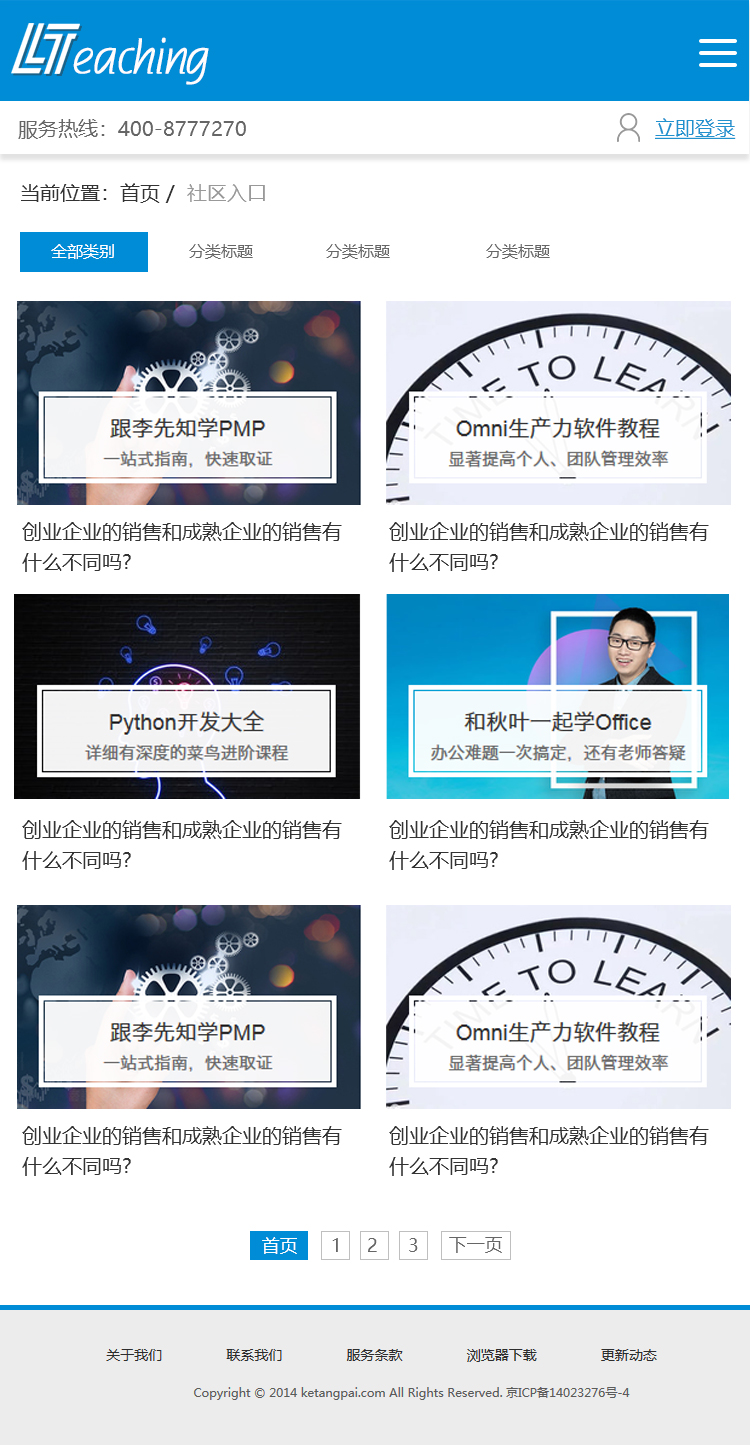 LLTeaching
服务热线：400-8777270
立即登录
当前位置：首页 / 社区入口
全部类别 分类标题 分类标题 分类标题
TIME TO LEARN
跟李先知学PMP
一站式指南，快速取证
Omni生产力软件教程
显著提高个人、团队管理效率
创业企业的销售和成熟企业的销售有
什么不同吗?
创业企业的销售和成熟企业的销售有
什么不同吗?
Python开发大全
详细有深度的菜鸟进阶课程
和秋叶一起学Office
办公难题一次搞定，还有老师答疑
创业企业的销售和成熟企业的销售有
什么不同吗?
创业企业的销售和成熟企业的销售有
什么不同吗?
TIME TO LEARN
跟李先知学PMP
一站式指南，快速取证
Omni生产力软件教程
显著提高个人、团队管理效率
创业企业的销售和成熟企业的销售有
什么不同吗?
创业企业的销售和成熟企业的销售有
什么不同吗?
首页 1 2 3 下一页
关于我们 联系我们 服务条款 浏览器下载 更新动态
Copyright © 2014 ketangpai.com All Rights Reserved. 京ICP备14023276号-4